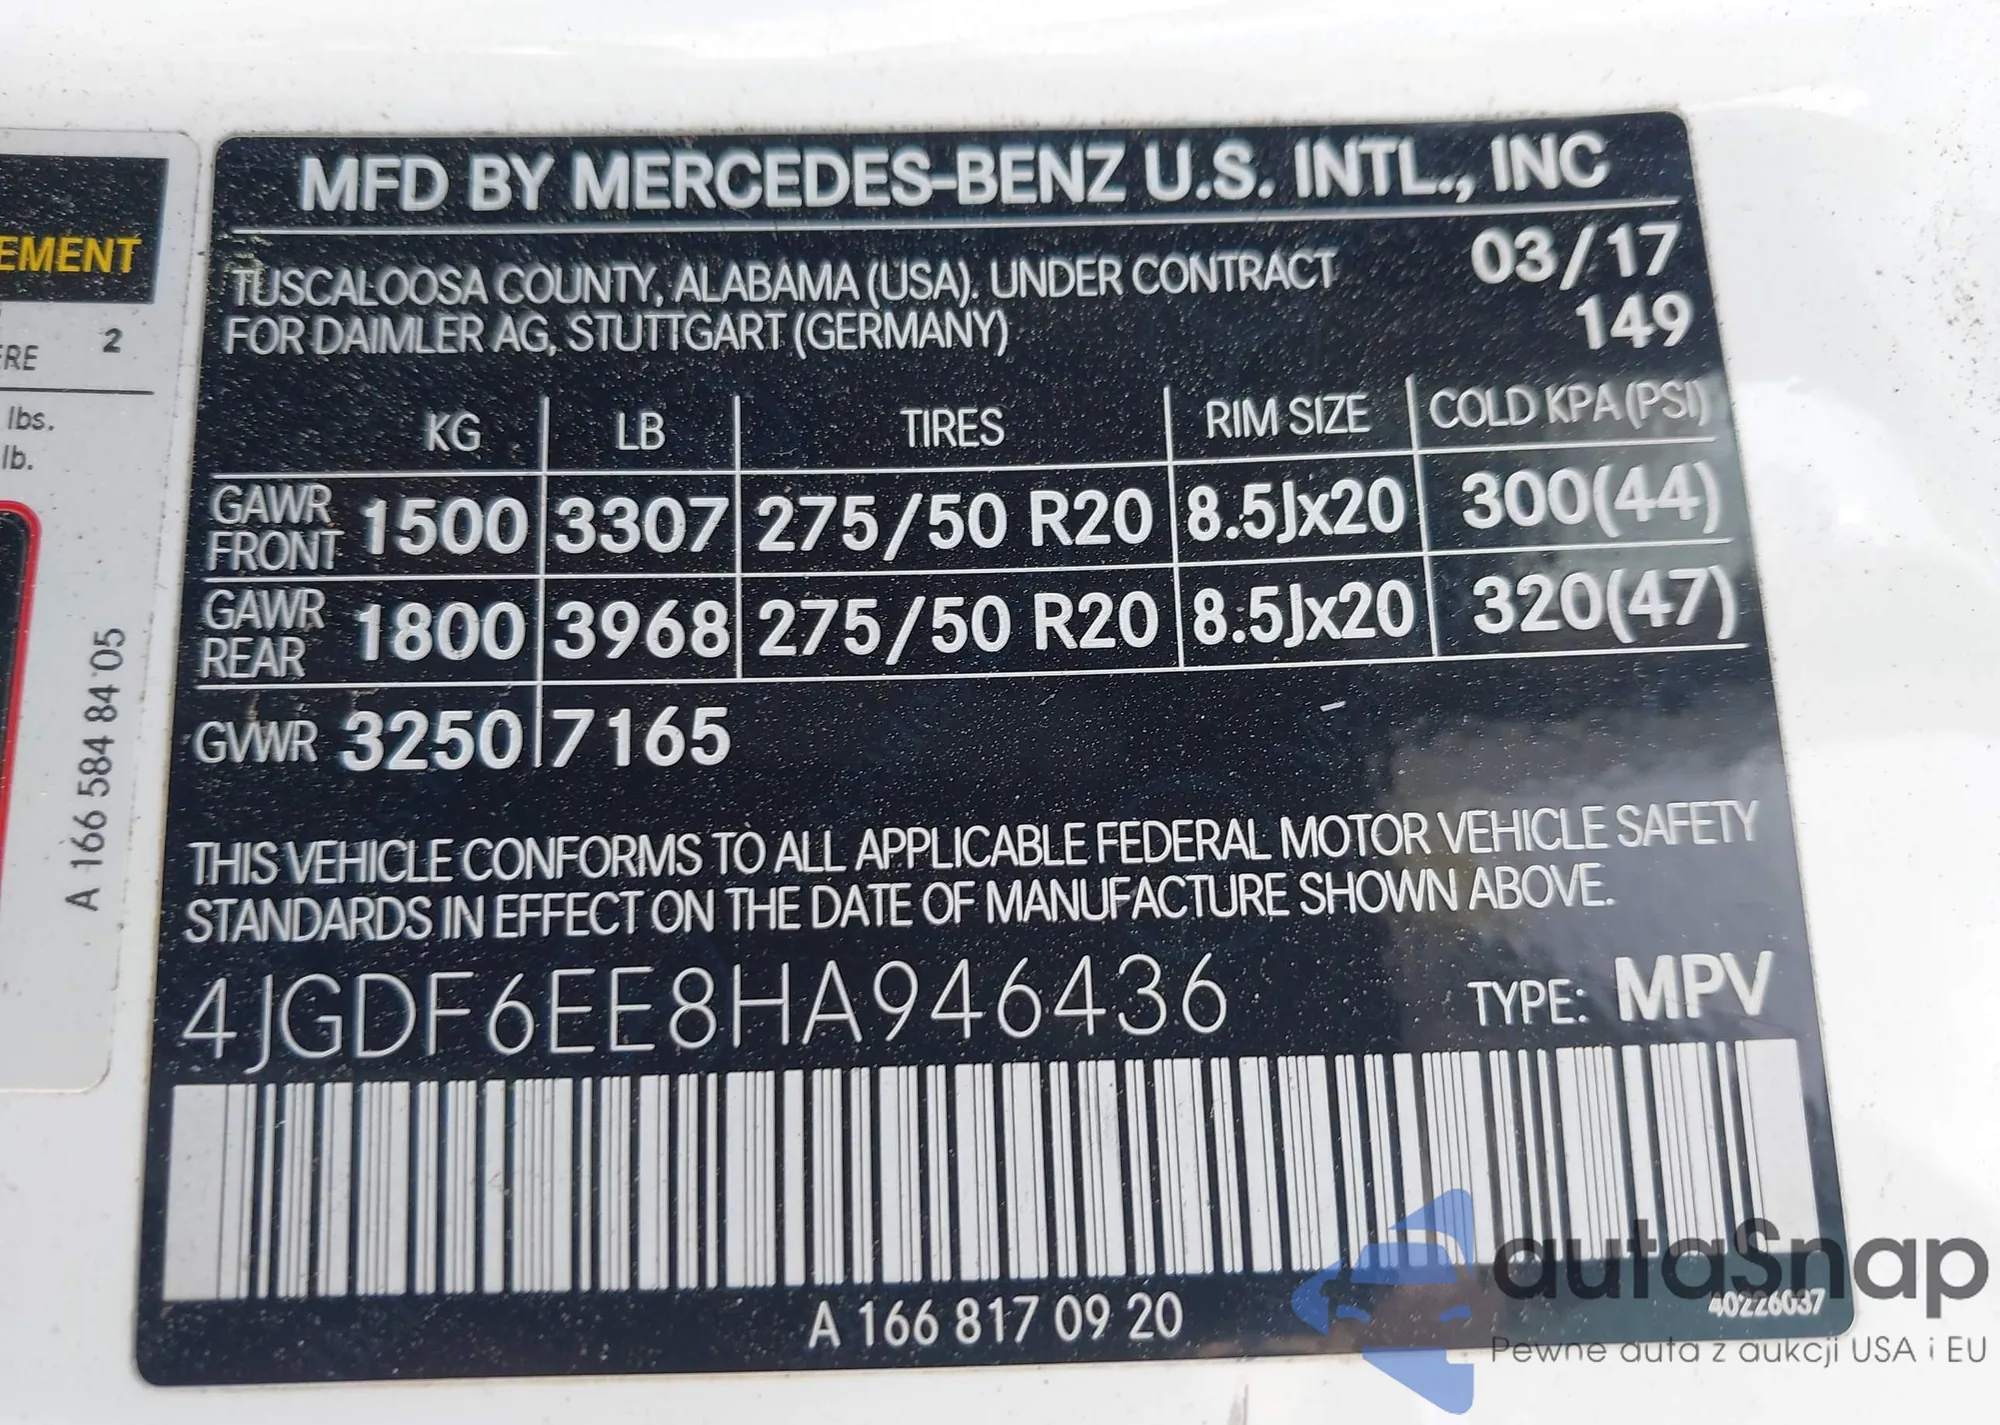 EMENT
2
ERE
lbs.
lb.
A 166 584 84 05
MFD BY MERCEDES-BENZ U.S. INTL., INC
TUSCALOOSA COUNTY, ALABAMA (USA). UNDER CONTRACT
FOR DAIMLER AG, STUTTGART (GERMANY)
03/17
149
KG LB TIRES RIM SIZE COLD KPA (PSI)
GAWR FRONT 1500 3307 275/50 R20 8.5Jx20 300(44)
GAWR REAR 1800 3968 275/50 R20 8.5Jx20 320(47)
GVWR 3250 7165
THIS VEHICLE CONFORMS TO ALL APPLICABLE FEDERAL MOTOR VEHICLE SAFETY
STANDARDS IN EFFECT ON THE DATE OF MANUFACTURE SHOWN ABOVE.
4JGDF6EE8HA946436 TYPE: MPV
A 166 817 09 20
40226037
autaSnap
Pewne auta z aukcji USA i EU